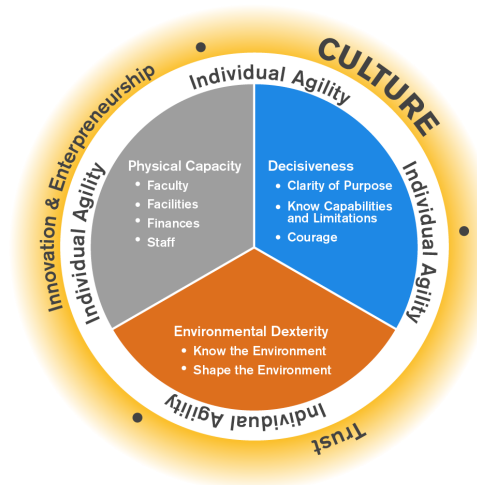 CULTURE
Innovation & Enterpreneurship
Trust
Individual Agility
Individual Agility
Individual Agility
Individual Agility
Physical Capacity
• Faculty
• Facilities
• Finances
• Staff
Decisiveness
• Clarity of Purpose
• Know Capabilities
and Limitations
• Courage
Environmental Dexterity
• Know the Environment
• Shape the Environment